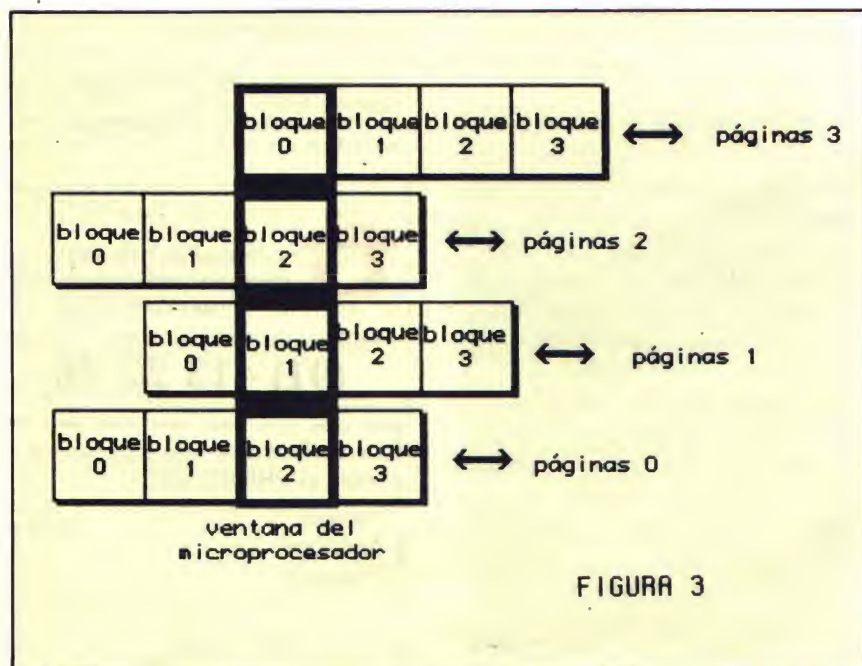 bloque 0 bloque 1 bloque 2 bloque 3 páginas 3
bloque 0 bloque 1 bloque 2 bloque 3 páginas 2
bloque 0 bloque 1 bloque 2 bloque 3 páginas 1
bloque 0 bloque 1 bloque 2 bloque 3 páginas 0
ventana del
microprocesador
FIGURA 3